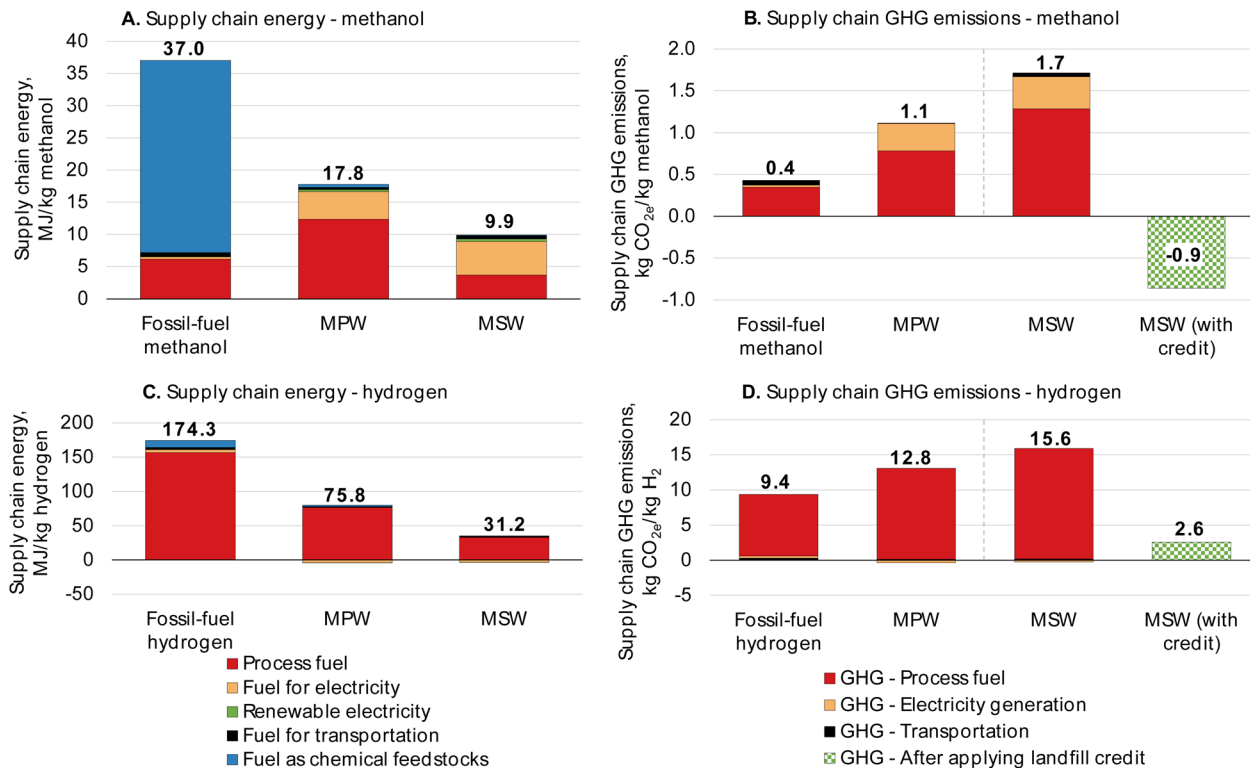 A. Supply chain energy - methanol
Supply chain energy,
MJ/kg methanol
40
35
30
25
20
15
10
5
0
37.0
17.8
9.9
Fossil-fuel
methanol
MPW
MSW
B. Supply chain GHG emissions - methanol
Supply chain GHG emissions,
kg CO2e/kg methanol
2.0
1.5
1.0
0.5
0.0
-0.5
-1.0
0.4
1.1
1.7
-0.9
Fossil-fuel
methanol
MPW
MSW
MSW (with
credit)
C. Supply chain energy - hydrogen
Supply chain energy,
MJ/kg hydrogen
200
150
100
50
0
-50
174.3
75.8
31.2
Fossil-fuel
hydrogen
MPW
MSW
Process fuel
Fuel for electricity
Renewable electricity
Fuel for transportation
Fuel as chemical feedstocks
D. Supply chain GHG emissions - hydrogen
Supply chain GHG emissions,
kg CO2e/kg H2
20
15
10
5
0
-5
9.4
12.8
15.6
2.6
Fossil-fuel
hydrogen
MPW
MSW
MSW (with
credit)
GHG - Process fuel
GHG - Electricity generation
GHG - Transportation
GHG - After applying landfill credit